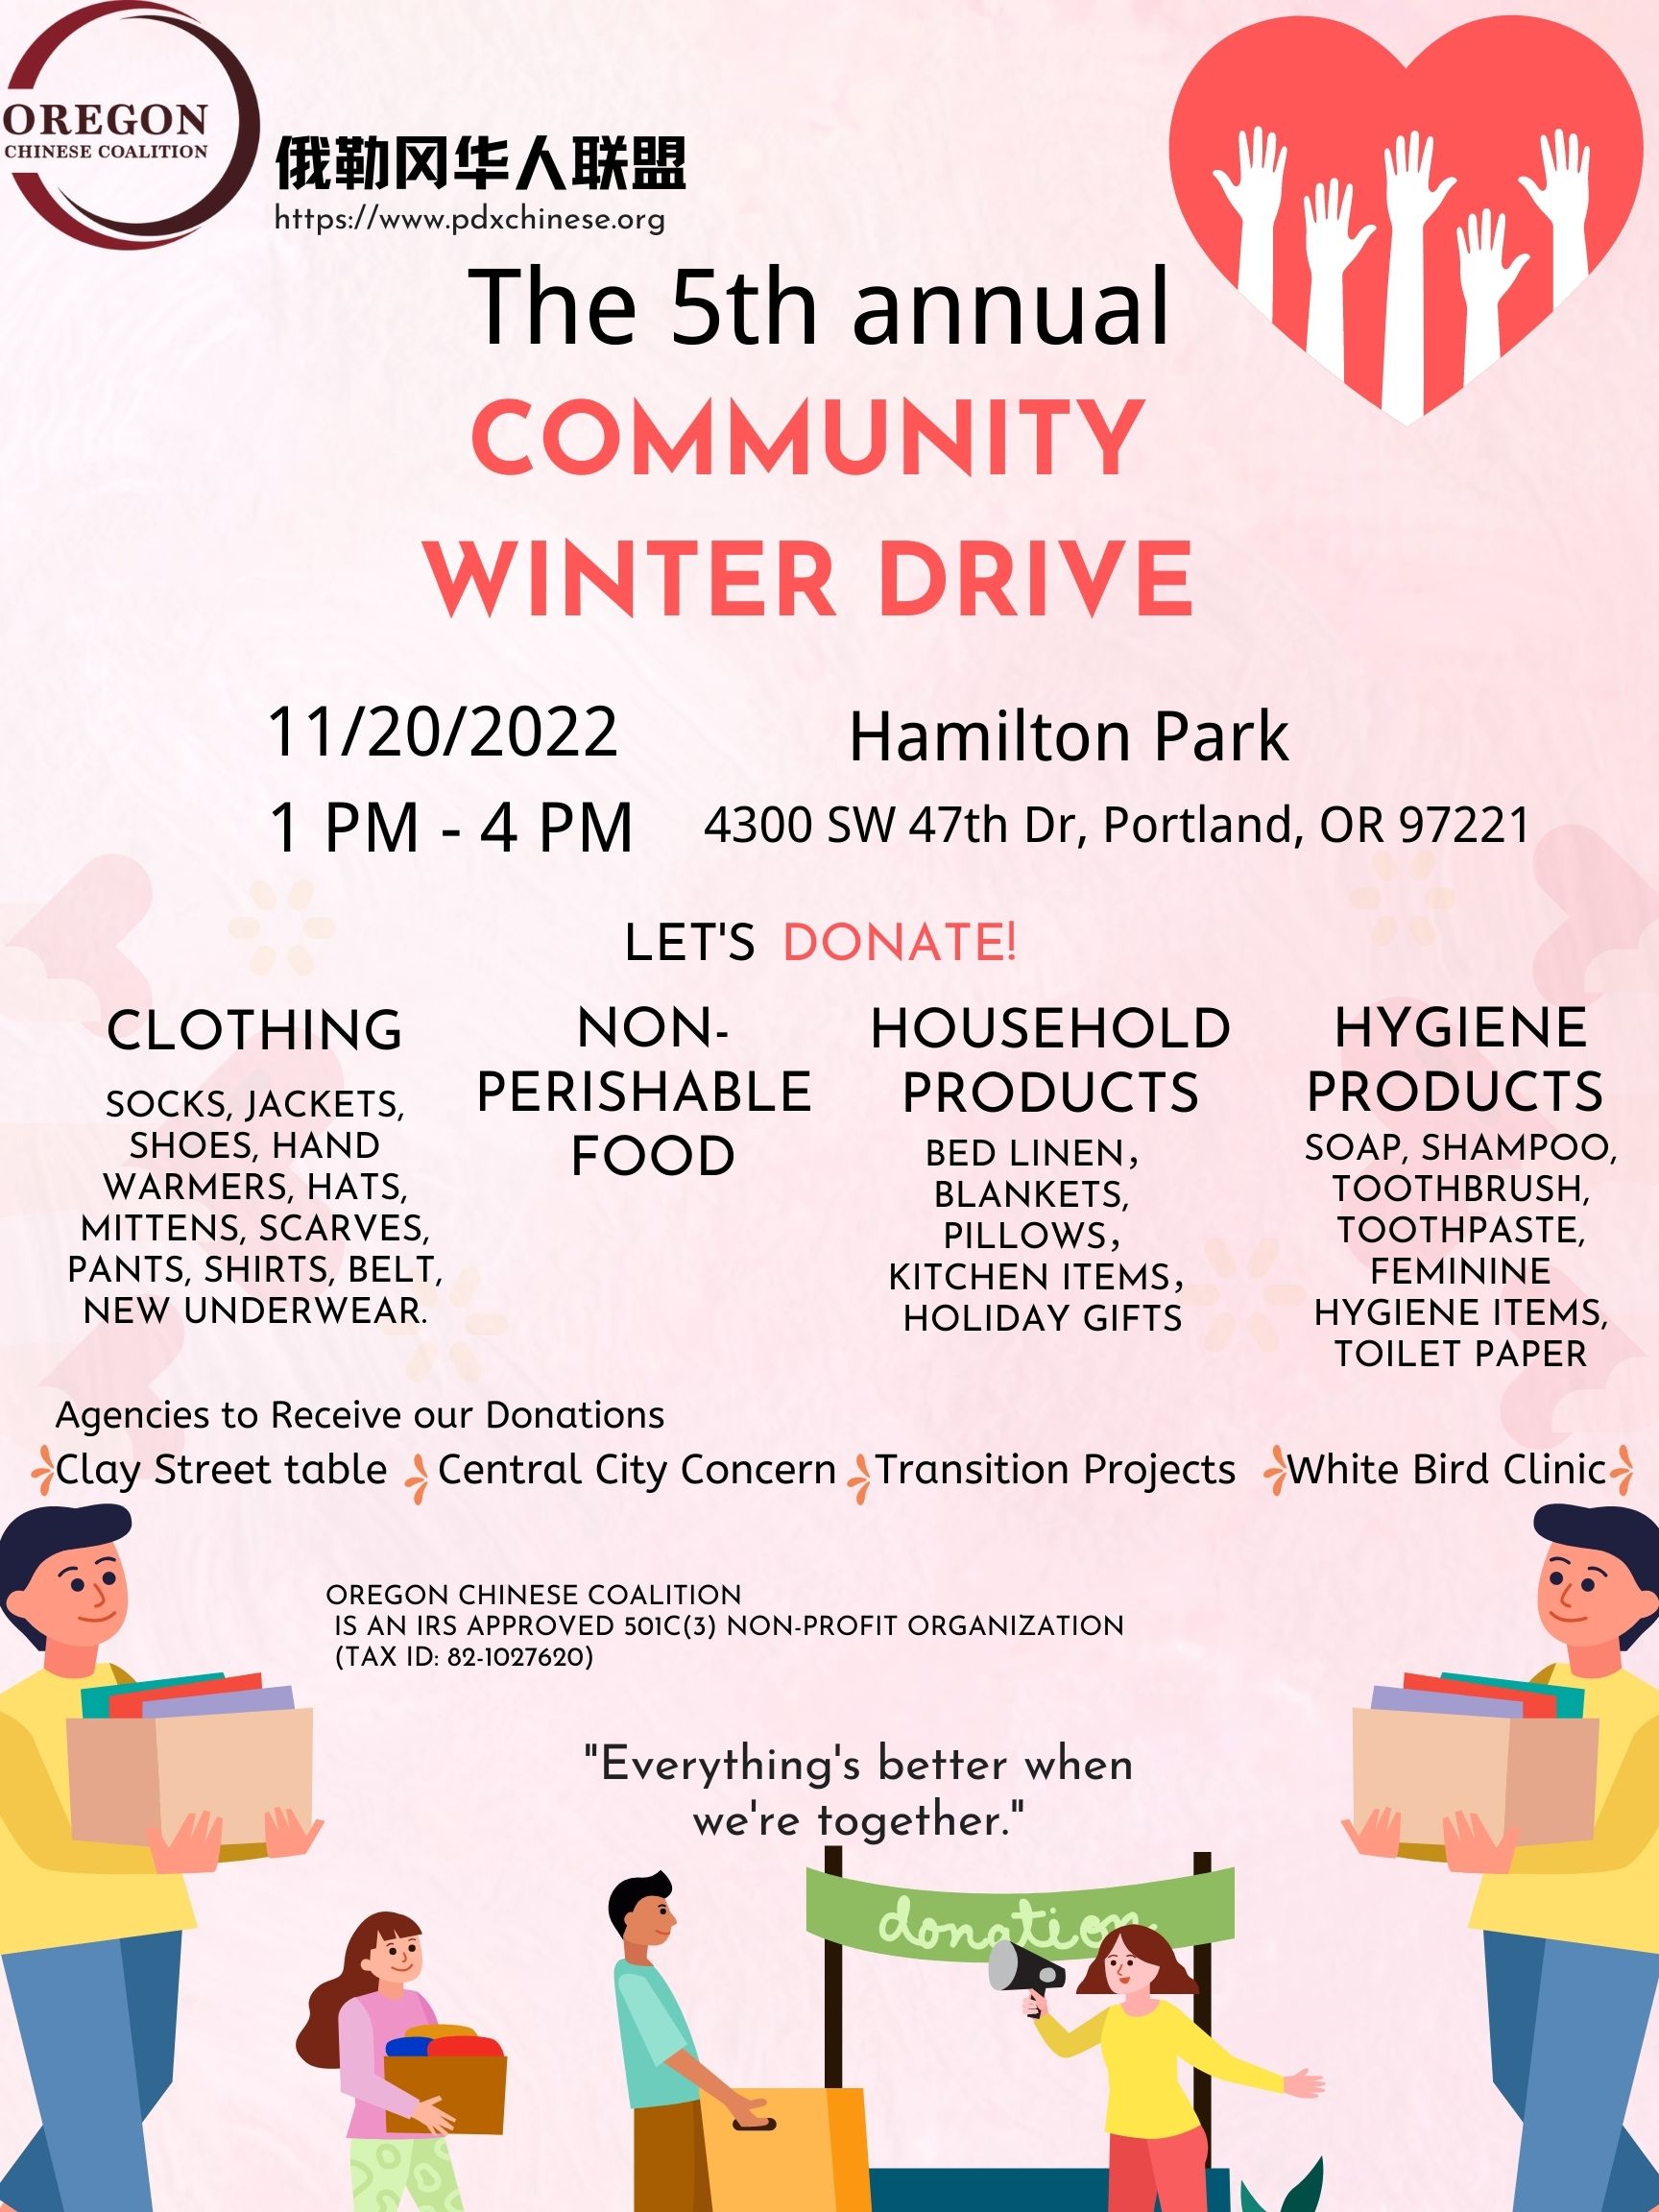 OREGON
CHINESE COALITION
俄勒冈华人联盟
https://www.pdxchinese.org
The 5th annual
COMMUNITY
WINTER DRIVE
11/20/2022
1 PM - 4 PM
Hamilton Park
4300 SW 47th Dr, Portland, OR 97221
LET'S DONATE!
CLOTHING
SOCKS, JACKETS,
SHOES, HAND
WARMERS, HATS,
MITTENS, SCARVES,
PANTS, SHIRTS, BELT,
NEW UNDERWEAR.
NON-
PERISHABLE
FOOD
HOUSEHOLD
PRODUCTS
BED LINEN，
BLANKETS,
PILLOWS，
KITCHEN ITEMS，
HOLIDAY GIFTS
HYGIENE
PRODUCTS
SOAP, SHAMPOO,
TOOTHBRUSH,
TOOTHPASTE,
FEMININE
HYGIENE ITEMS,
TOILET PAPER
Agencies to Receive our Donations
Clay Street table Central City Concern Transition Projects White Bird Clinic
OREGON CHINESE COALITION
IS AN IRS APPROVED 501C(3) NON-PROFIT ORGANIZATION
(TAX ID: 82-1027620)
"Everything's better when
we're together."
donation